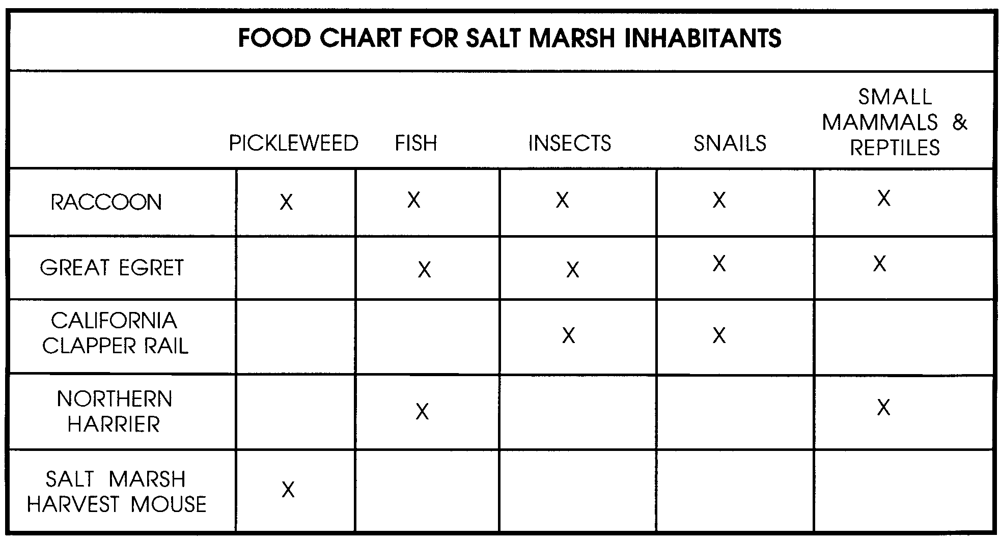 FOOD CHART FOR SALT MARSH INHABITANTS
PICKLEWEED FISH INSECTS SNAILS SMALL
MAMMALS &
REPTILES
RACCOON X X X X X
GREAT EGRET X X X X
CALIFORNIA
CLAPPER RAIL X X
NORTHERN
HARRIER X X
SALT MARSH
HARVEST MOUSE X